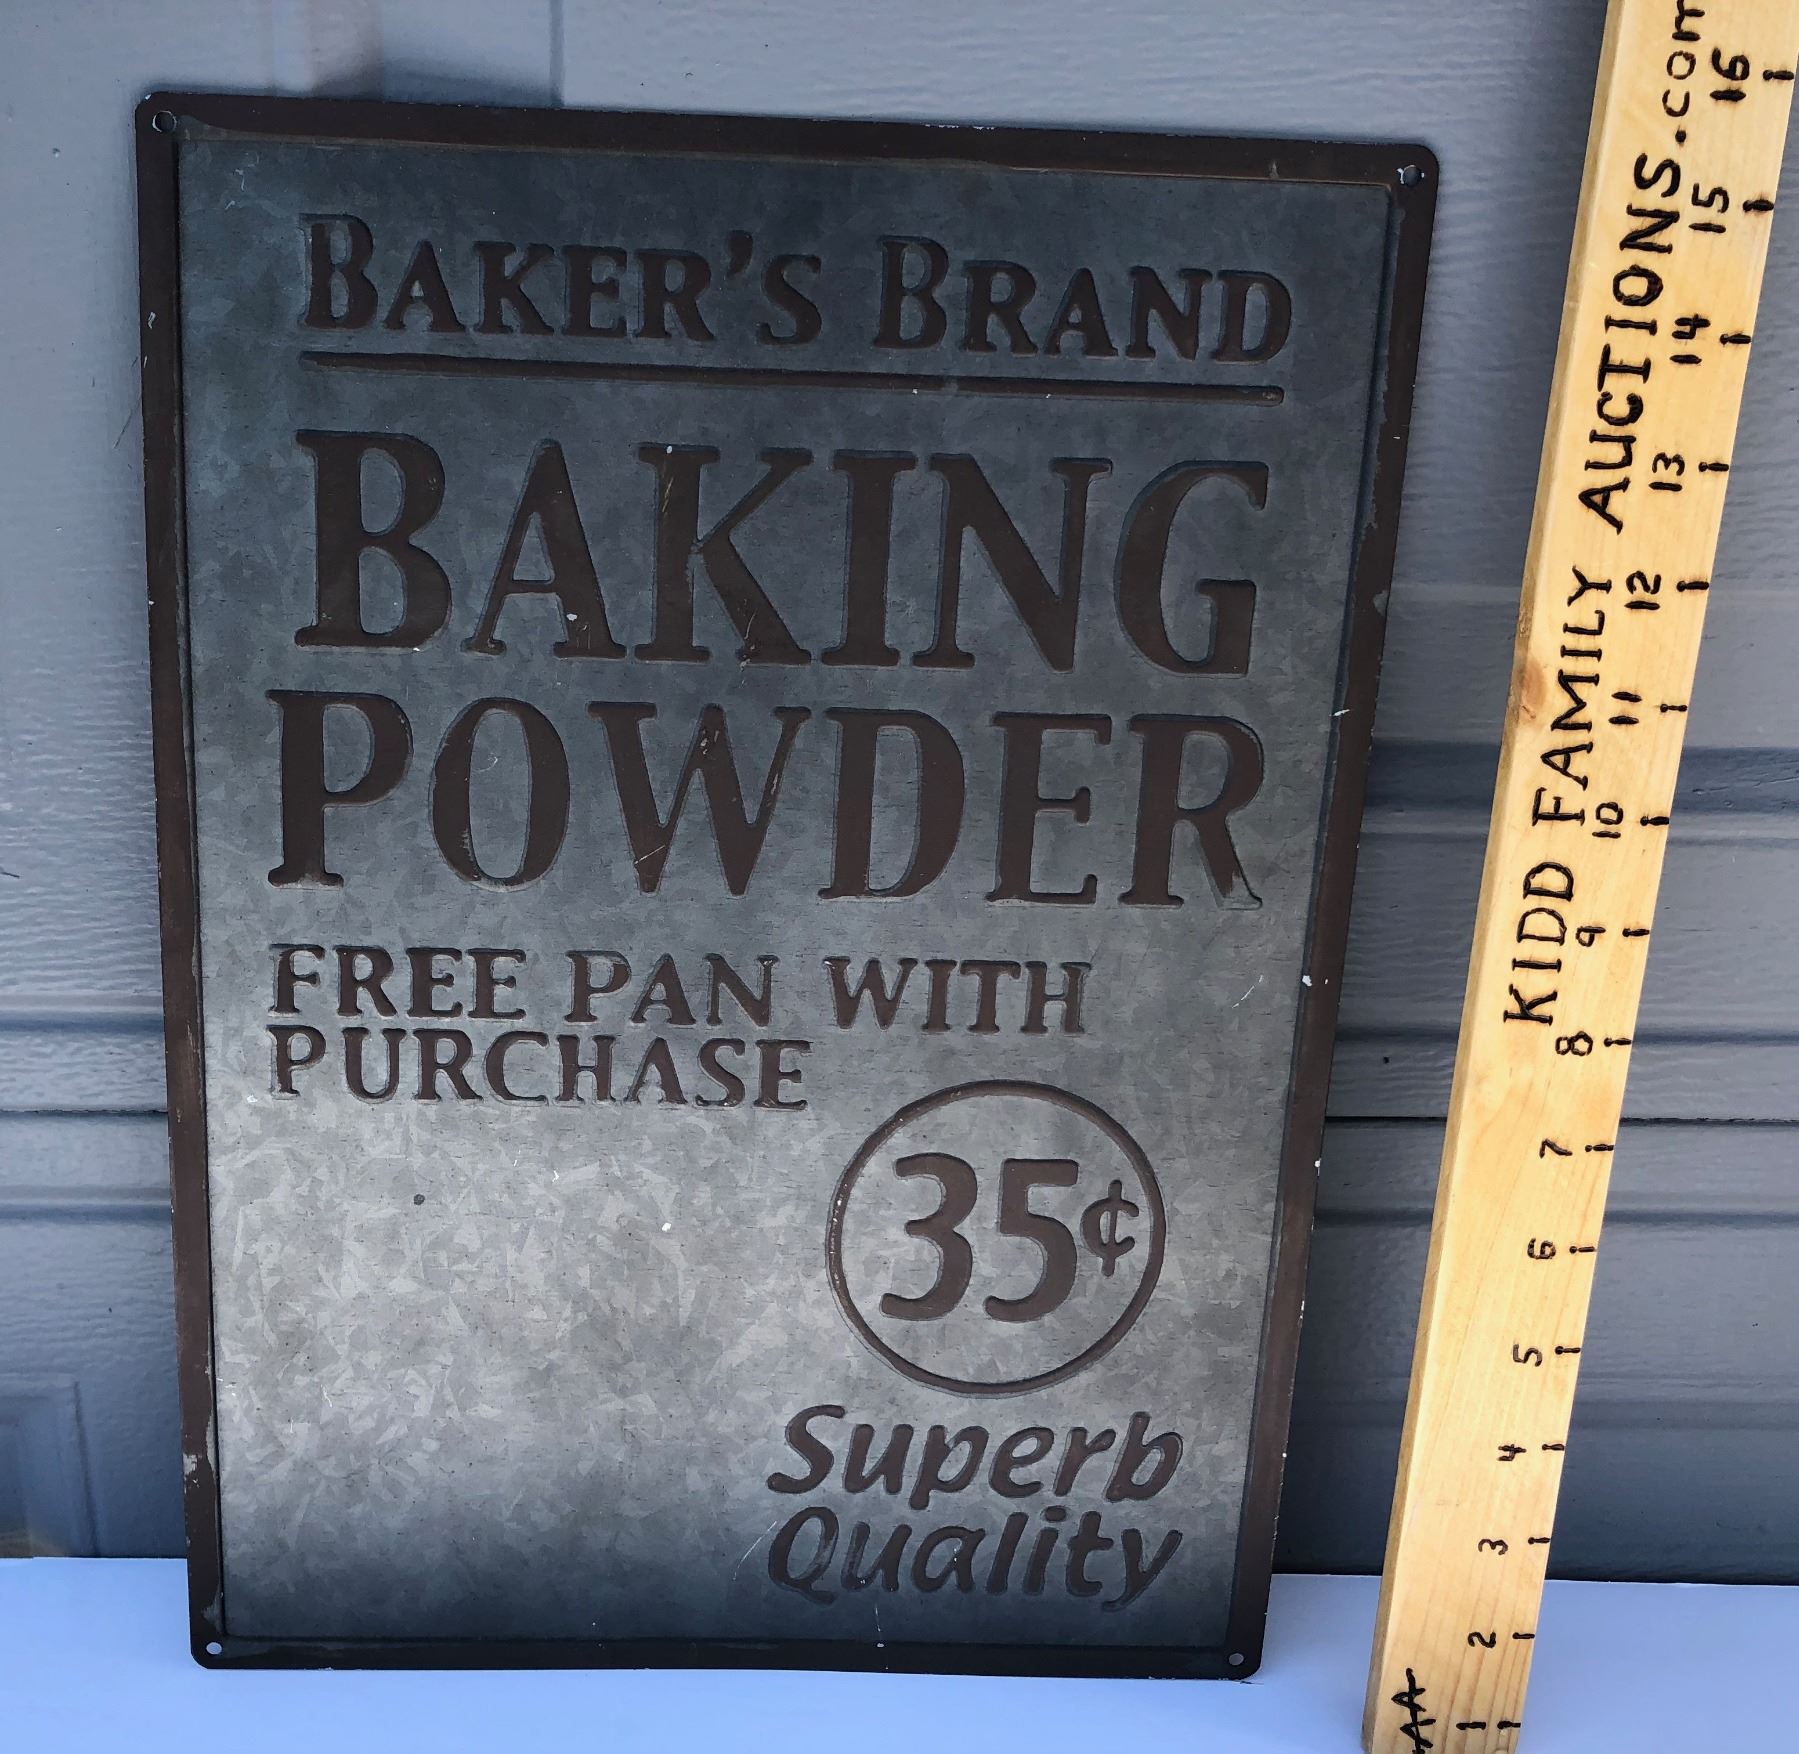 BAKER'S BRAND
BAKING
POWDER
FREE PAN WITH
PURCHASE
35¢
Superb
Quality
KIDD FAMILY AUCTIONS.com
16
15
14
13
12
11
10
9
8
7
6
5
4
3
2
1
AA